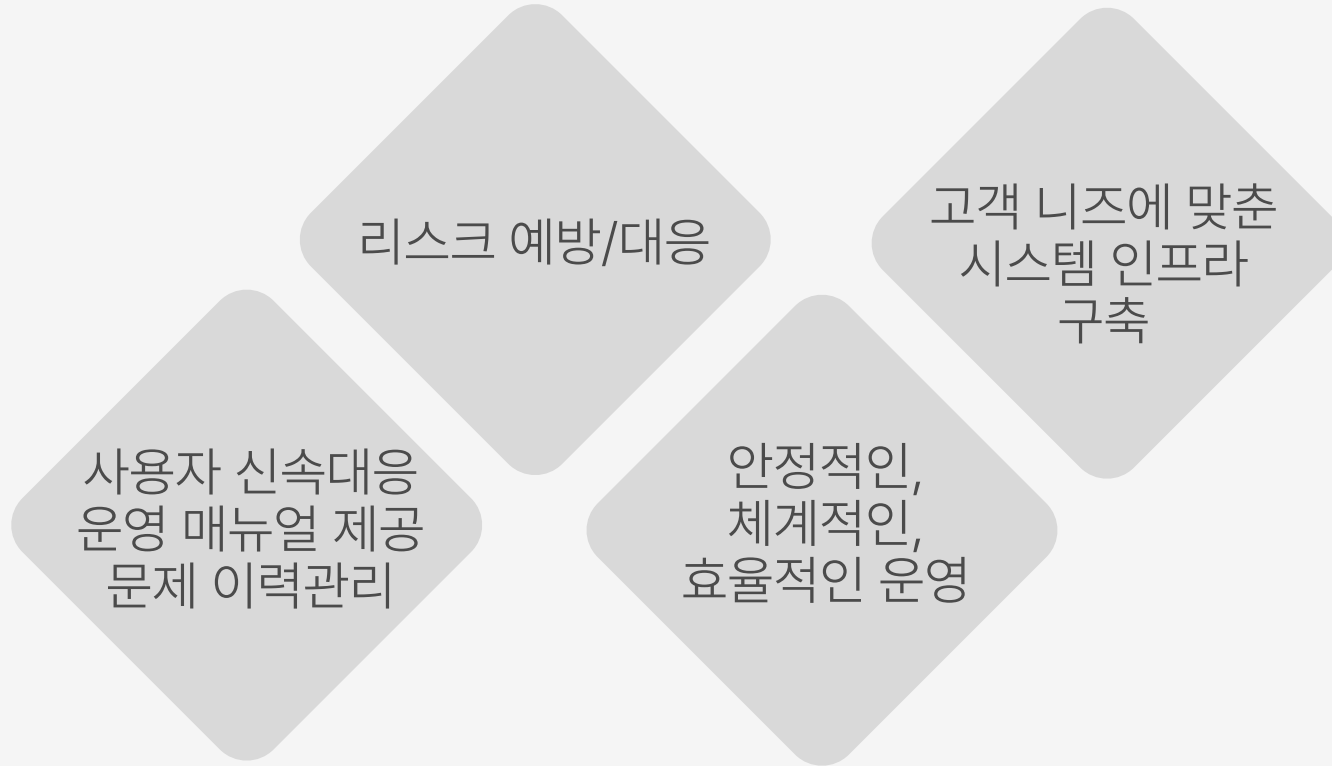 리스크 예방/대응
고객 니즈에 맞춘
시스템 인프라
구축
사용자 신속대응
운영 매뉴얼 제공
문제 이력관리
안정적인,
체계적인,
효율적인 운영